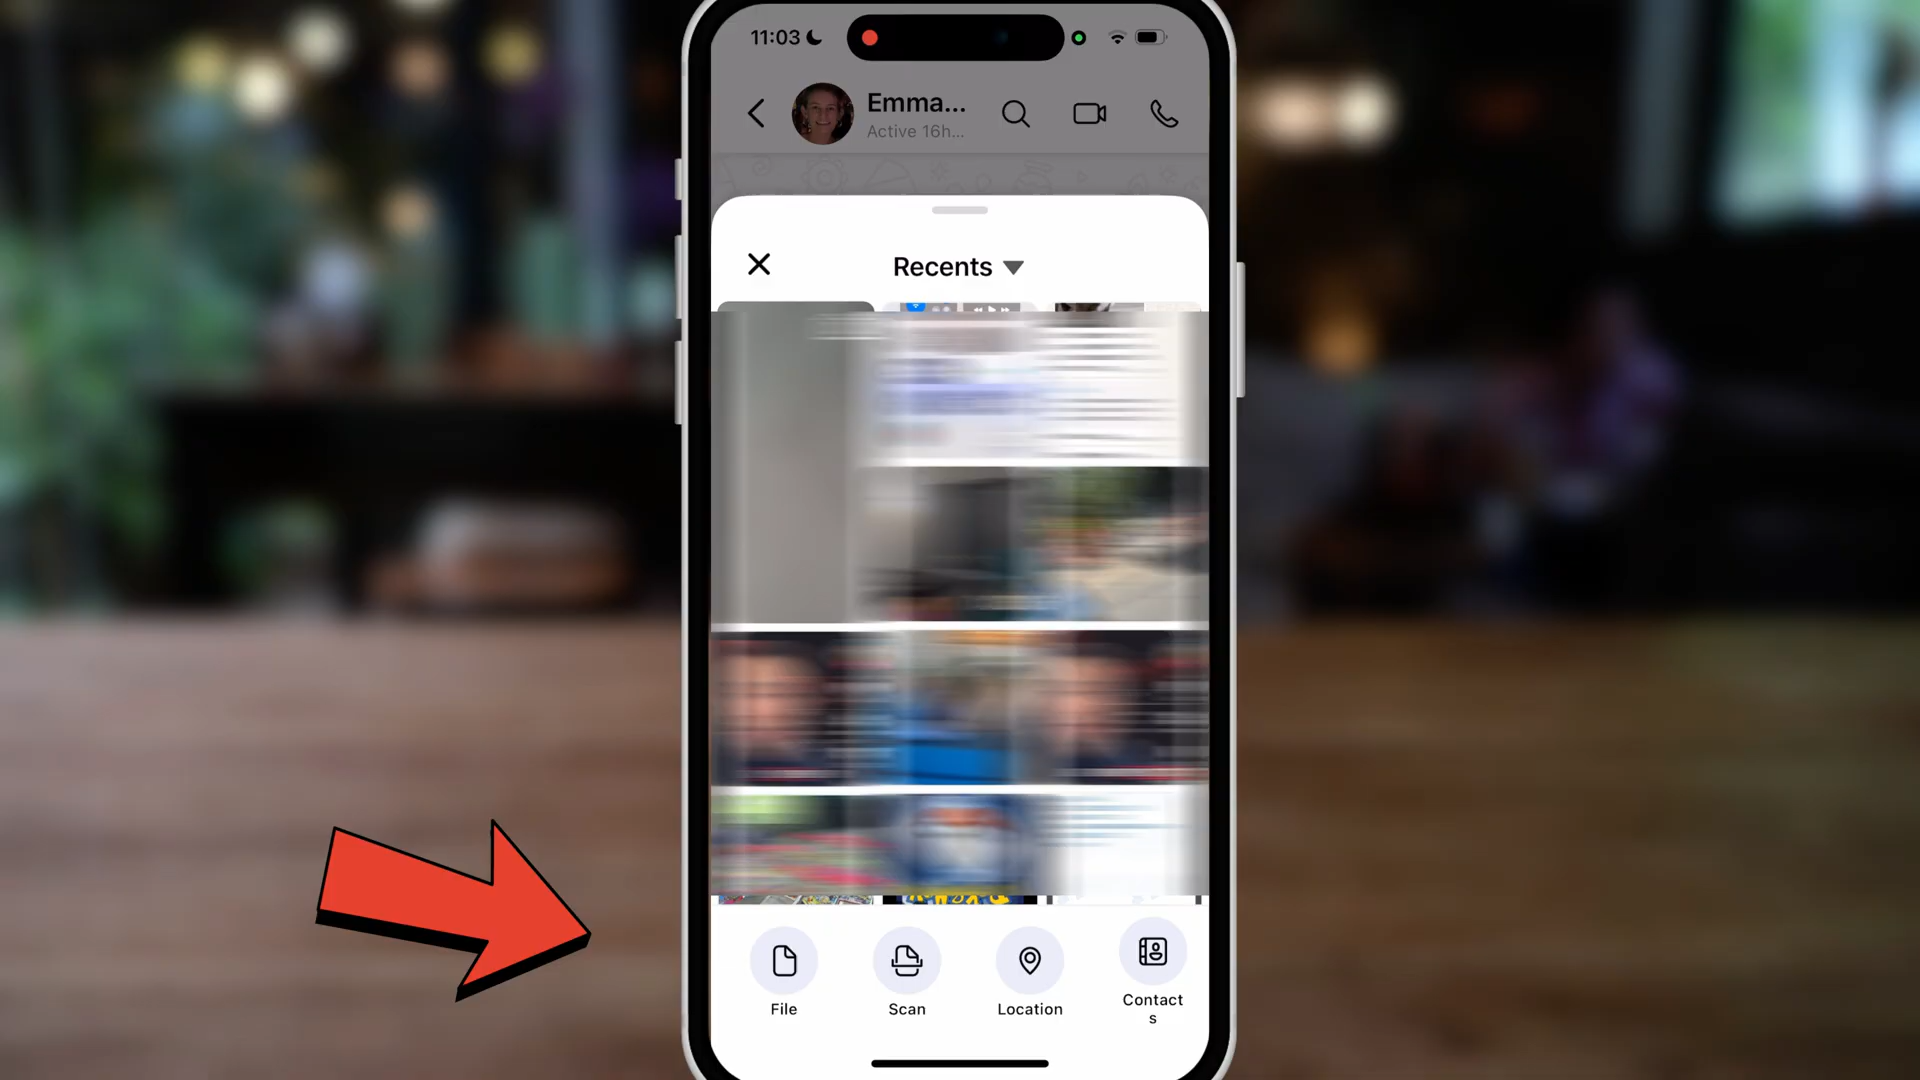 11:03
Emma...
Active 16h...
Recents
File
Scan
Location
Contact
s